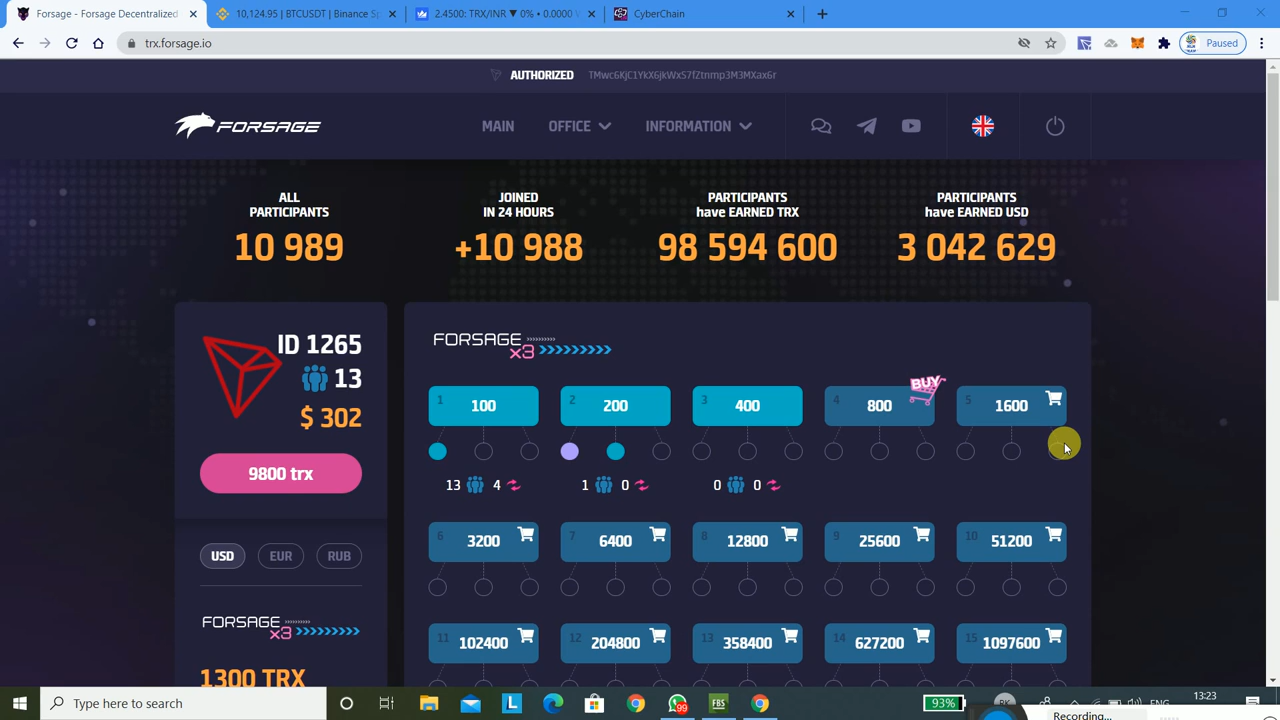 Forsage - Forsage Decentralized
10,124.95 | BTCUSDT | Binance Sp
2.4500: TRX/INR ▼ 0% • 0.0000
CyberChain
trx.forsage.io
Paused
AUTHORIZED
FORSAGE
MAIN
OFFICE
INFORMATION
ALL
PARTICIPANTS
10 989
JOINED
IN 24 HOURS
+10 988
PARTICIPANTS
have EARNED TRX
98 594 600
PARTICIPANTS
have EARNED USD
3 042 629
ID 1265
13
$ 302
9800 trx
USD EUR RUB
FORSAGE
x3
1300 TRX
FORSAGE
x3
1 100
2 200
3 400
4 800 BUY
5 1600
13 4
1 0
0 0
6 3200
7 6400
8 12800
9 25600
10 51200
11 102400
12 204800
13 358400
14 627200
15 1097600
Type here to search
99
FBS
93%
ENG
13:23
Recording...